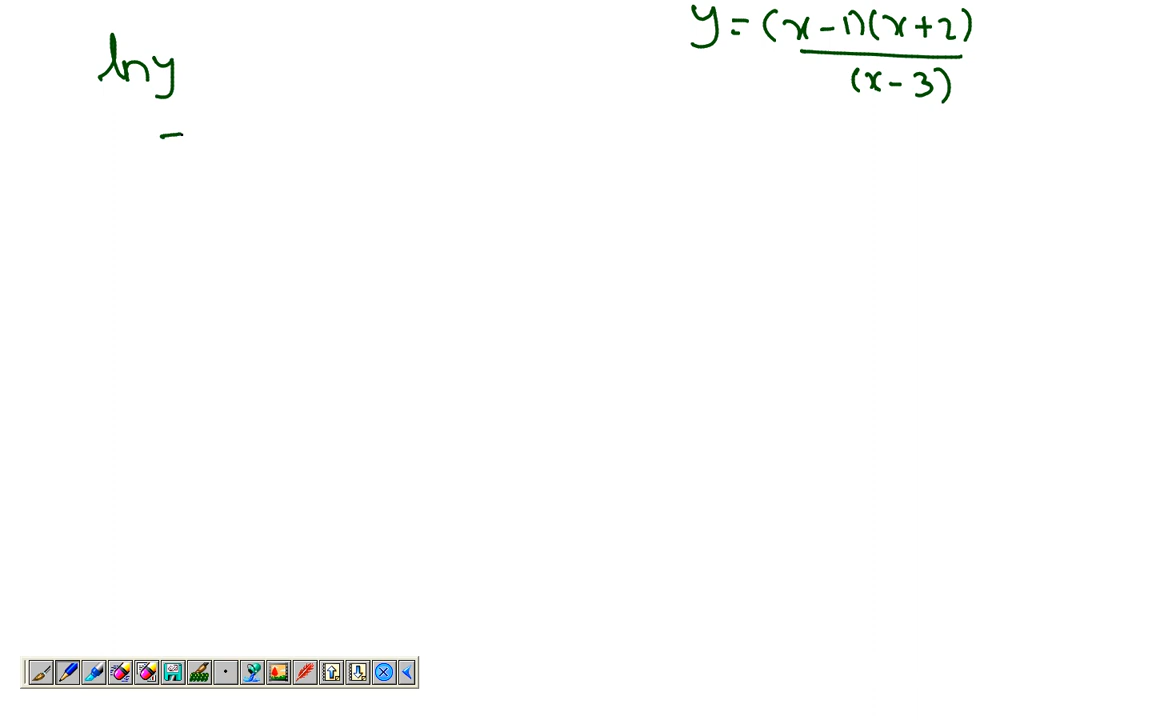 y = (x-1)(x+2)
(x-3)
ln y
-